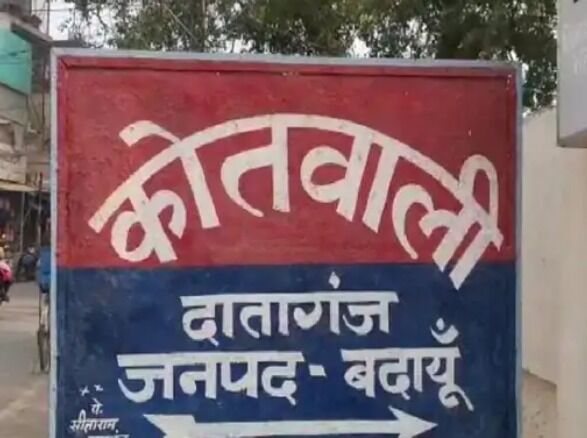 कोतवाली
दातागंज
जनपद - बदायूँ
के.
सीताराम